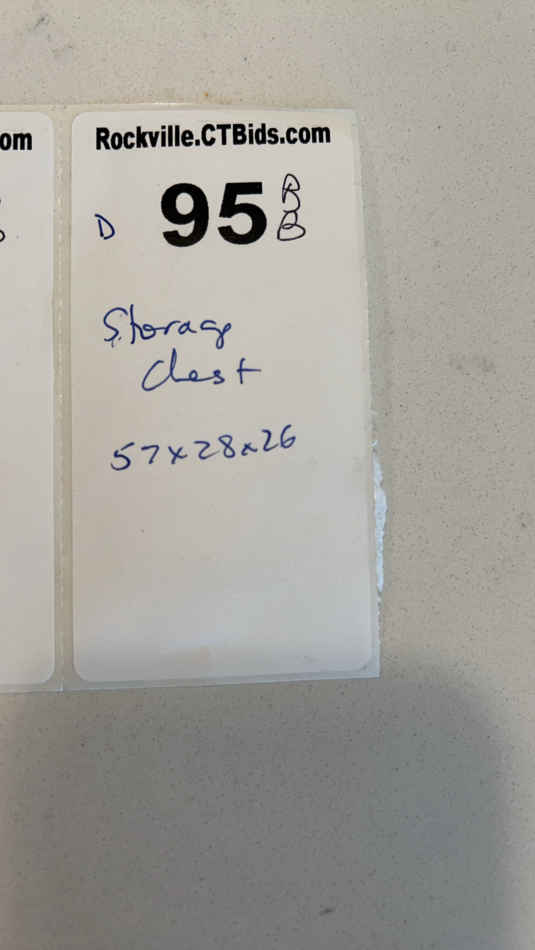 om
Rockville.CTBids.com
D 95 B
B
Storage
Chest
57x28x26